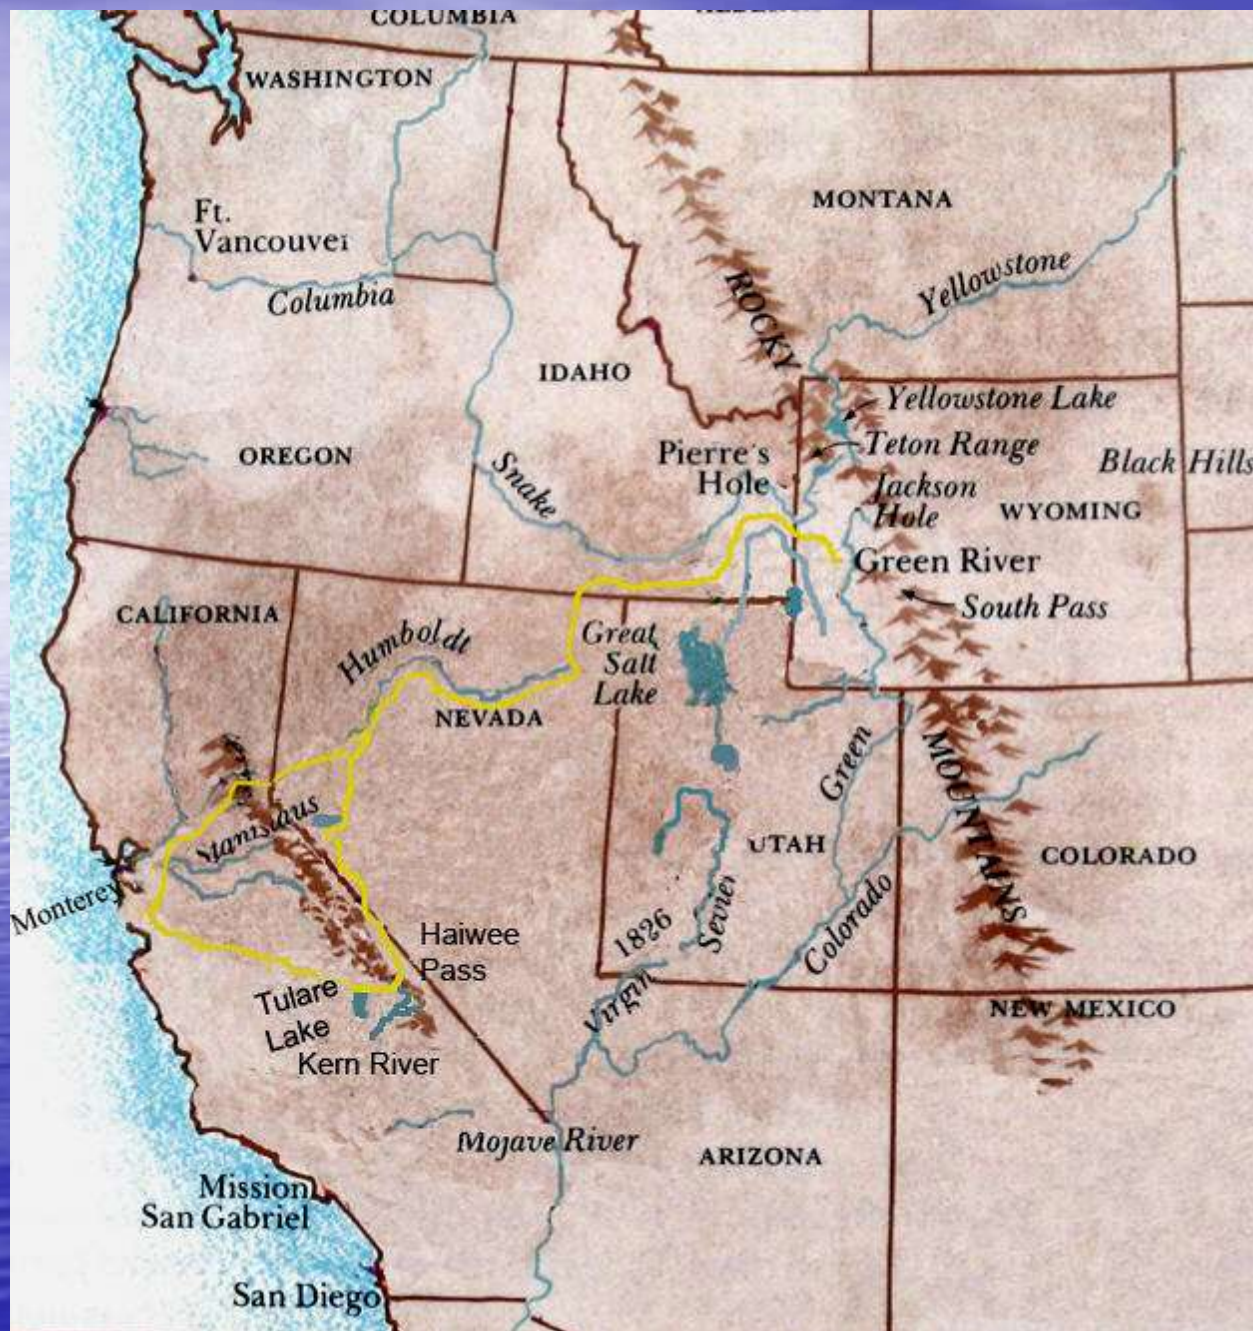 COLUMBIA
WASHINGTON
MONTANA
Ft.
Vancouver
Columbia
Yellowstone
ROCKY
IDAHO
Yellowstone Lake
Teton Range
Pierre's
Hole
OREGON
Black Hills
Snake
Jackson
Hole
WYOMING
Green River
South Pass
CALIFORNIA
Humboldt
Great
Salt
Lake
NEVADA
Green
MOUNTAINS
Stanislaus
UTAH
COLORADO
Monterey
Sevier
1826
Colorado
Haiwee
Pass
Tulare
Lake
Virgin
NEW MEXICO
Kern River
Mojave River
ARIZONA
Mission
San Gabriel
San Diego